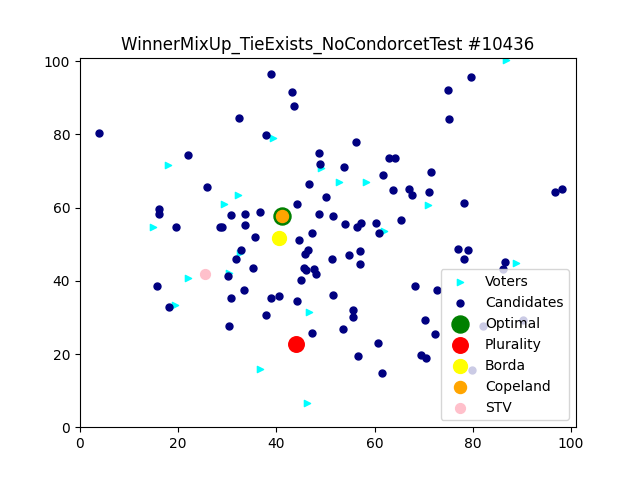 WinnerMixUp_TieExists_NoCondorcetTest #10436
100
80
60
40
20
0
0 20 40 60 80 100
Voters
Candidates
Optimal
Plurality
Borda
Copeland
STV